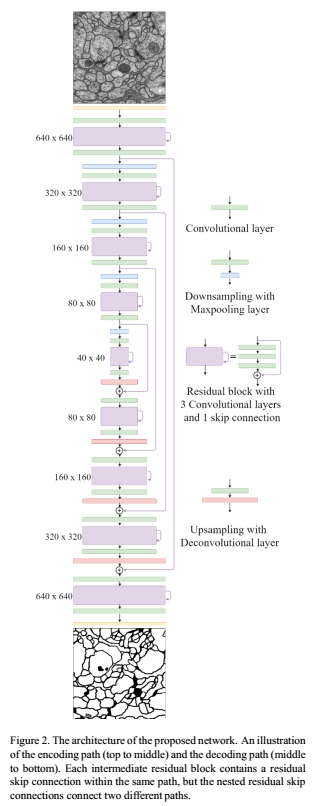 640 x 640
320 x 320
160 x 160
80 x 80
40 x 40
80 x 80
160 x 160
320 x 320
640 x 640
Convolutional layer
Downsampling with
Maxpooling layer
=
Residual block with
3 Convolutional layers
and 1 skip connection
Upsampling with
Deconvolutional layer
Figure 2. The architecture of the proposed network. An illustration
of the encoding path (top to middle) and the decoding path (middle
to bottom). Each intermediate residual block contains a residual
skip connection within the same path, but the nested residual skip
connections connect two different paths.